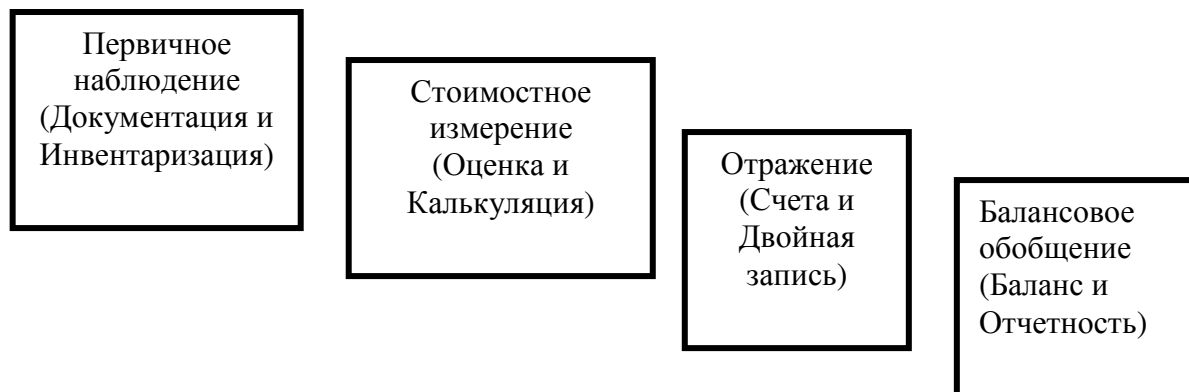 Первичное
наблюдение
(Документация и
Инвентаризация)
Стоимостное
измерение
(Оценка и
Калькуляция)
Отражение
(Счета и
Двойная
запись)
Балансовое
обобщение
(Баланс и
Отчетность)